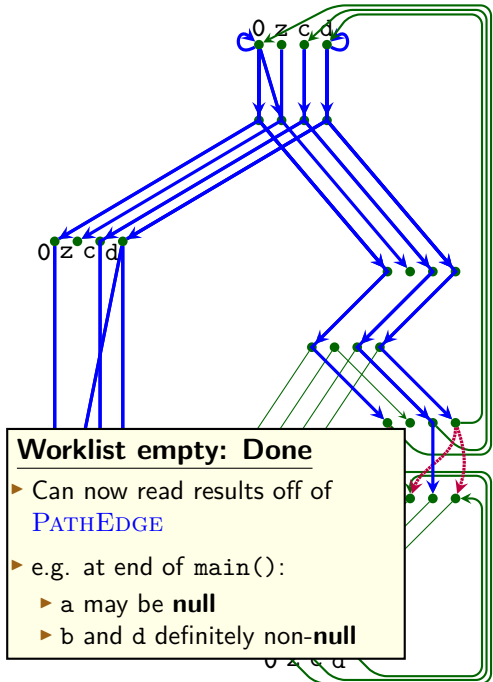 0 z c d
0 z c d
Worklist empty: Done
▶ Can now read results off of
PATHEDGE
▶ e.g. at end of main():
▶ a may be null
▶ b and d definitely non-null
0 z c d